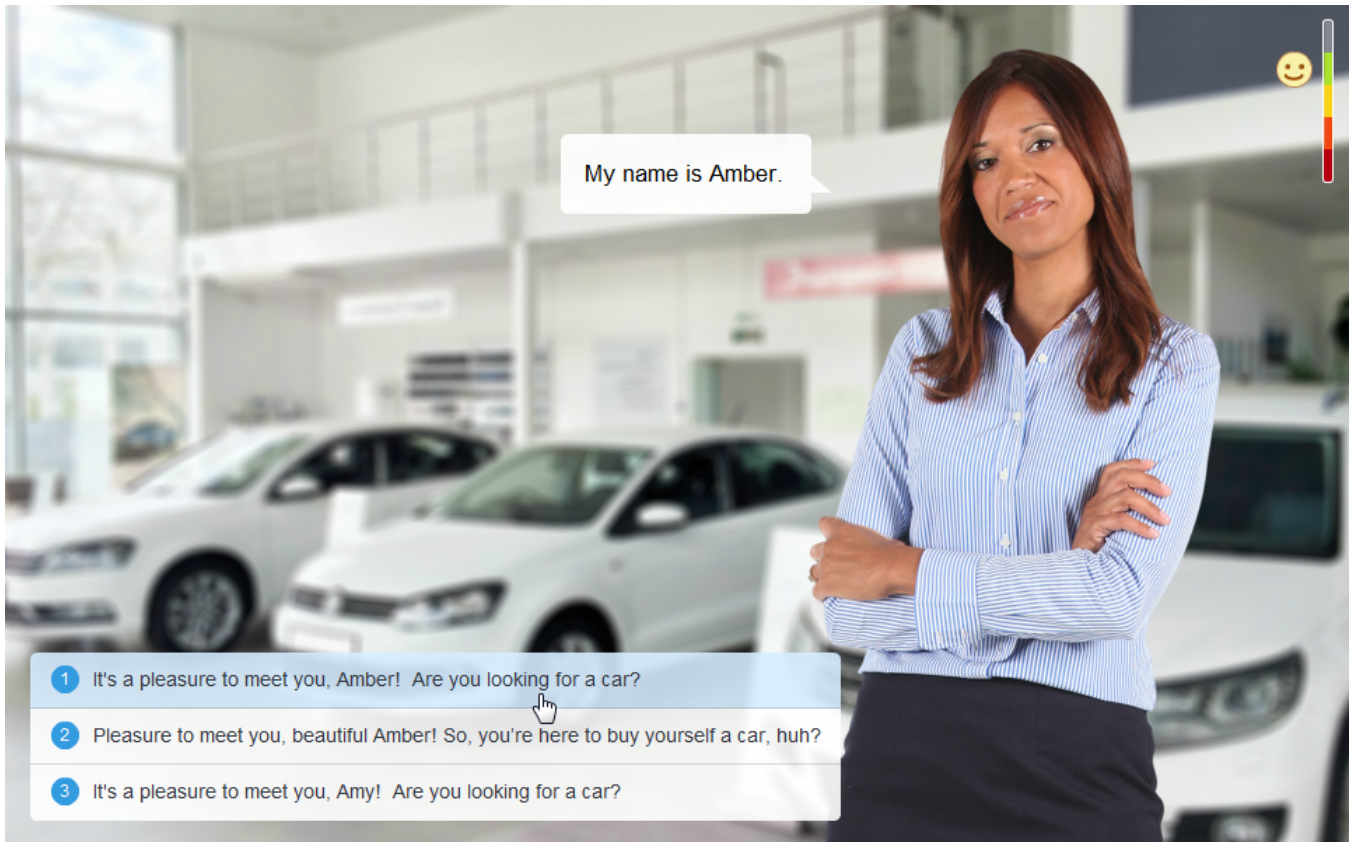 My name is Amber.
1 It's a pleasure to meet you, Amber!  Are you looking for a car?
2 Pleasure to meet you, beautiful Amber! So, you’re here to buy yourself a car, huh?
3 It's a pleasure to meet you, Amy!  Are you looking for a car?